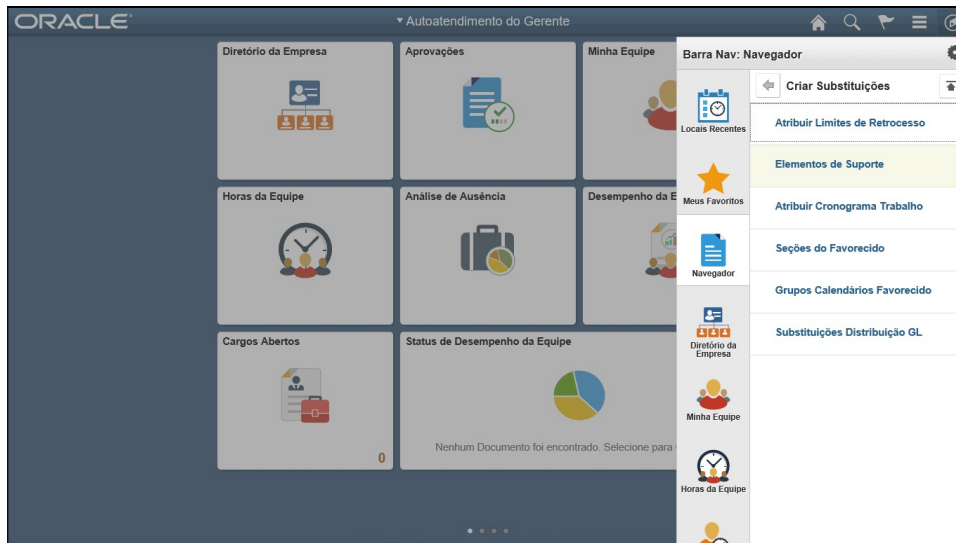 ORACLE
Autoatendimento do Gerente
Diretório da Empresa
Aprovações
Minha Equipe
Horas da Equipe
Análise de Ausência
Desempenho da E
Cargos Abertos
0
Status de Desempenho da Equipe
Nenhum Documento foi encontrado. Selecione para
Barra Nav: Navegador
Locais Recentes
Meus Favoritos
Navegador
Diretório da
Empresa
Minha Equipe
Horas da Equipe
Criar Substituições
Atribuir Limites de Retrocesso
Elementos de Suporte
Atribuir Cronograma Trabalho
Seções do Favorecido
Grupos Calendários Favorecido
Substituições Distribuição GL